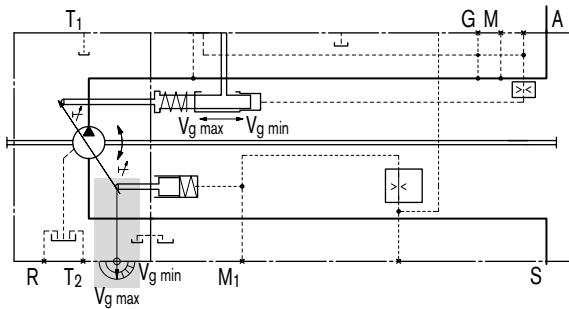 T1 G M A
Vg max Vg min
Vg min
R T2 M1 S
Vg max